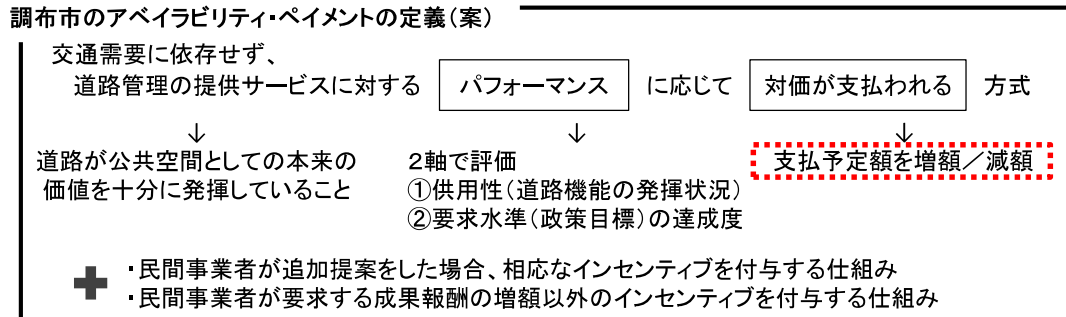 調布市のアベイラビリティ・ペイメントの定義(案)
交通需要に依存せず、
道路管理の提供サービスに対する パフォーマンス に応じて 対価が支払われる 方式
↓ ↓ ↓
道路が公共空間としての本来の
価値を十分に発揮していること
2軸で評価
①供用性(道路機能の発揮状況)
②要求水準(政策目標)の達成度
支払予定額を増額/減額
・民間事業者が追加提案をした場合、相応なインセンティブを付与する仕組み
・民間事業者が要求する成果報酬の増額以外のインセンティブを付与する仕組み